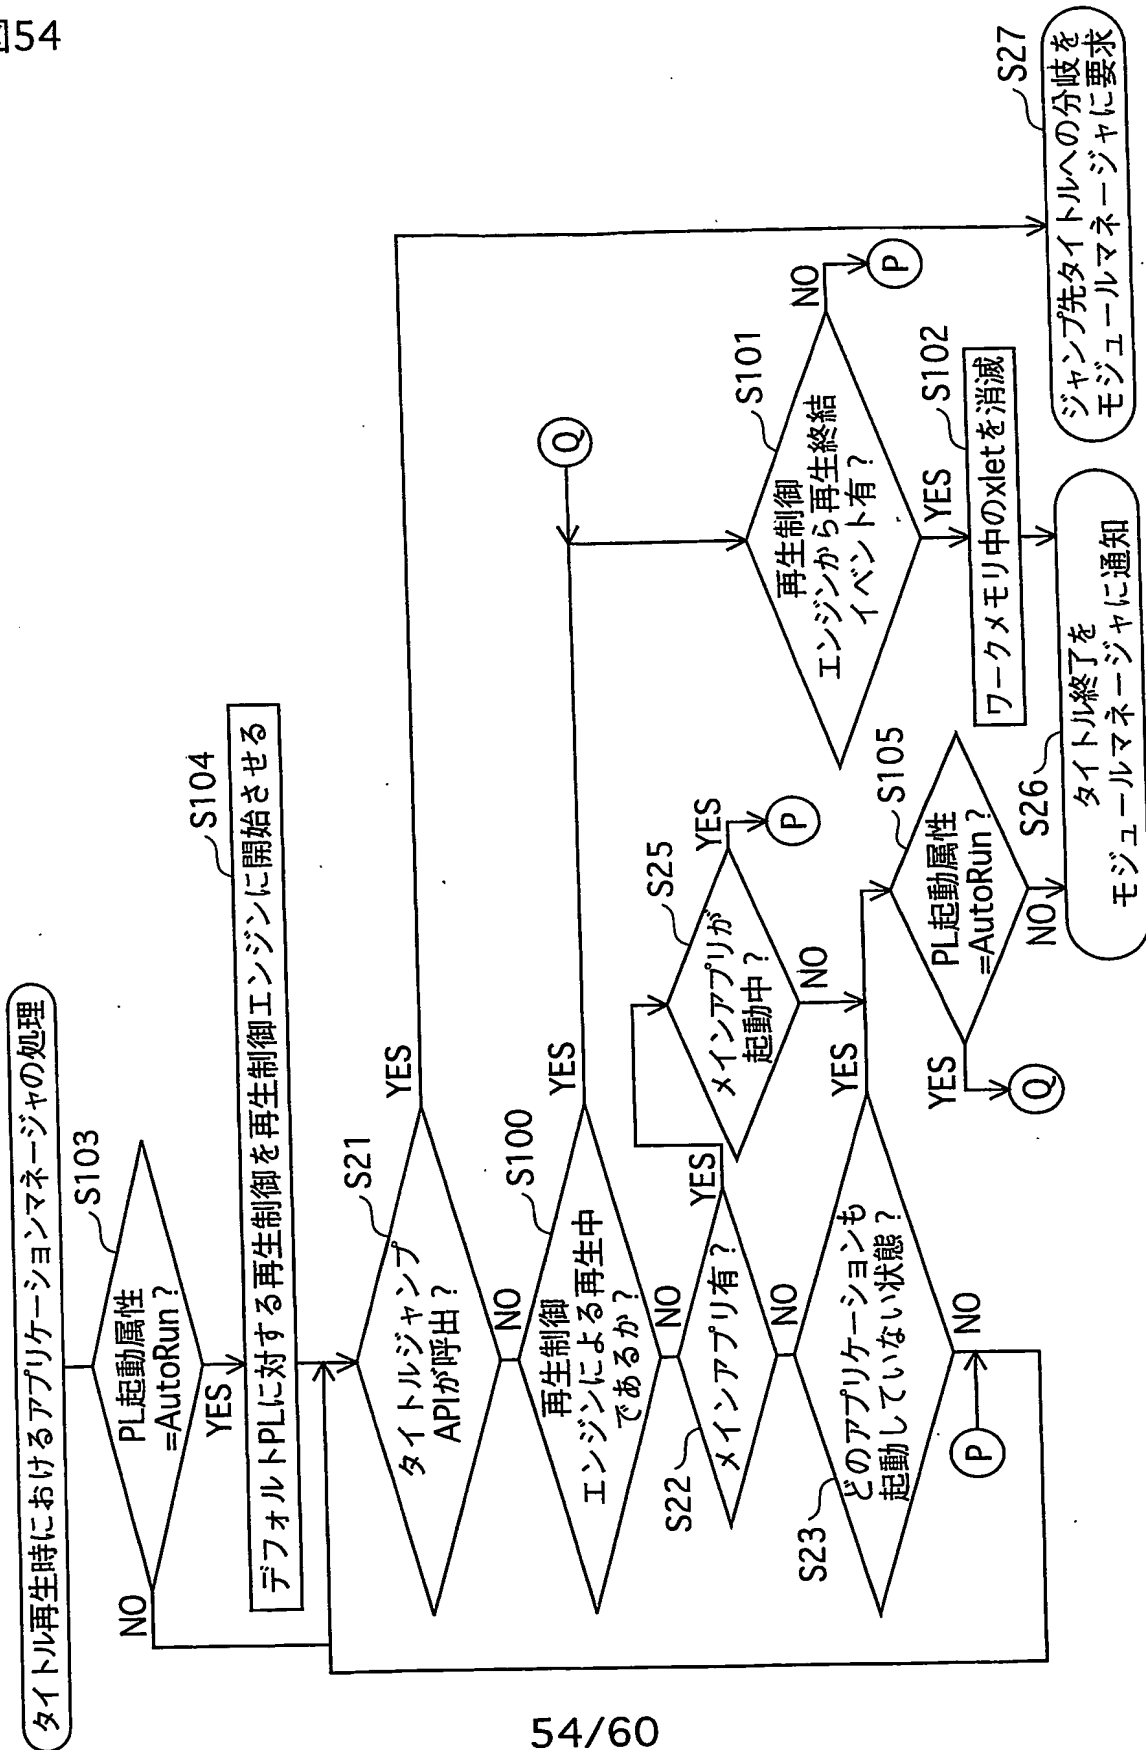 図54
タイトル再生時におけるアプリケーションマネージャの処理
S103
PL起動属性
=AutoRun?
NO
YES
S104
デフォルトPLに対する再生制御を再生制御エンジンに開始させる
S21
タイトルジャンプ
APIが呼出?
YES
NO
S100
再生制御
エンジンによる再生中
であるか?
YES
NO
S22
メインアプリ有?
YES
NO
S25
メインアプリが
起動中?
YES
P
NO
S23
どのアプリケーションも
起動していない状態?
YES
NO
P
S105
PL起動属性
=AutoRun?
YES
Q
NO
Q
S101
再生制御
エンジンから再生終結
イベント有?
NO
P
YES
S102
ワークメモリ中のxletを消滅
S26
タイトル終了を
モジュールマネージャに通知
S27
ジャンプ先タイトルへの分岐を
モジュールマネージャに要求
54/60